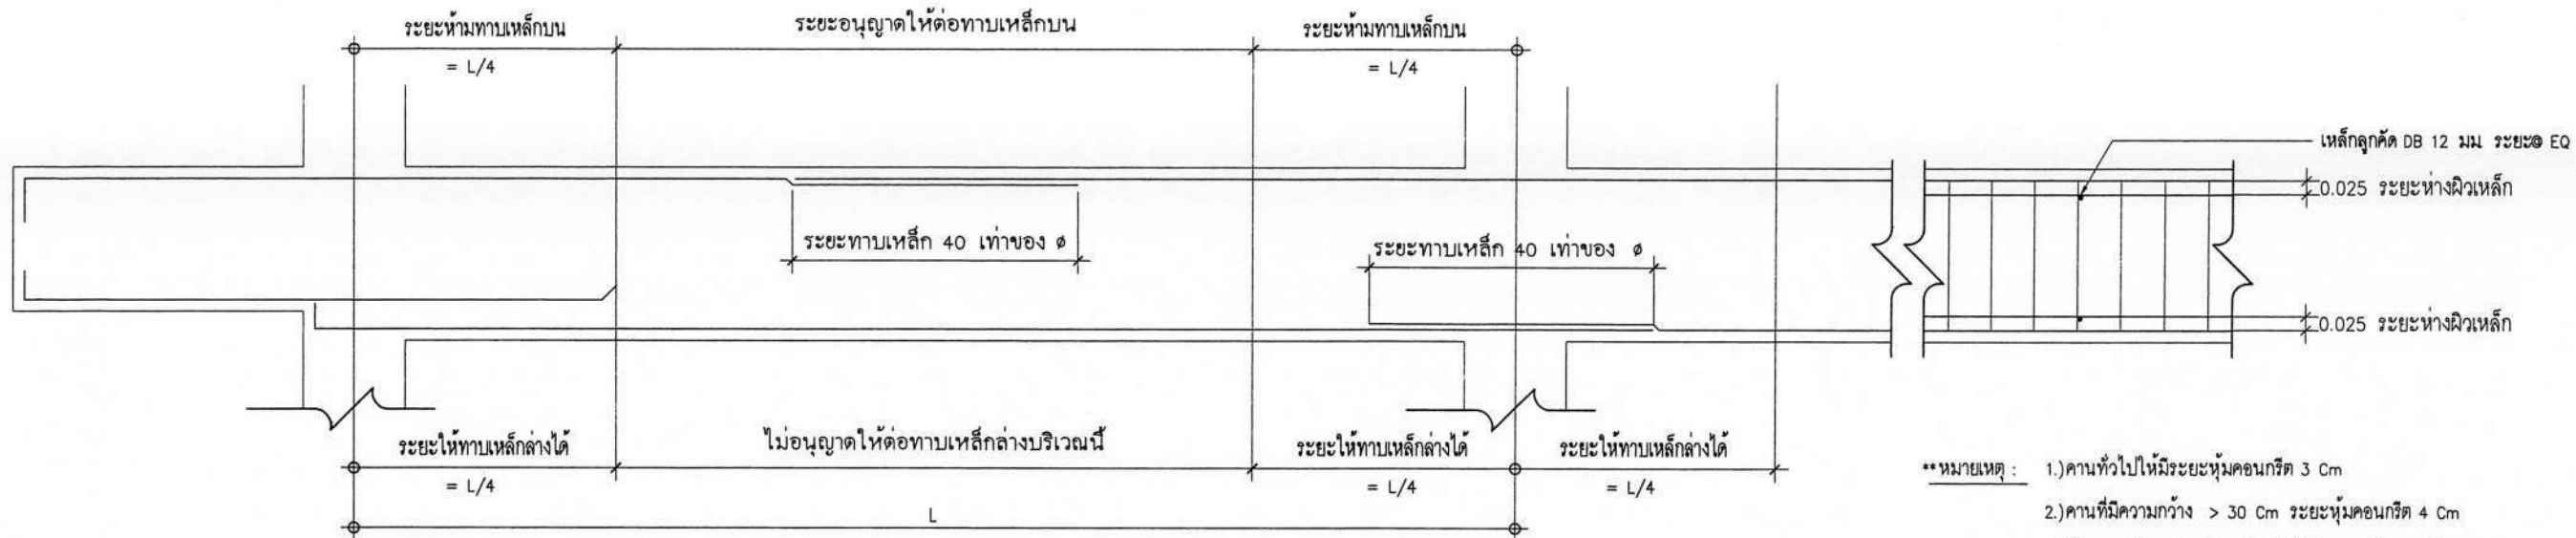 ระยะห้ามทาบเหล็กบน
ระยะอนุญาตให้ต่อทาบเหล็กบน
ระยะห้ามทาบเหล็กบน
= L/4
= L/4
เหล็กลูกคัด DB 12 มม ระยะ@ EQ
0.025 ระยะห่างผิวเหล็ก
ระยะทาบเหล็ก 40 เท่าของ ø
ระยะทาบเหล็ก 40 เท่าของ ø
0.025 ระยะห่างผิวเหล็ก
ระยะให้ทาบเหล็กล่างได้
ไม่อนุญาตให้ต่อทาบเหล็กล่างบริเวณนี้
ระยะให้ทาบเหล็กล่างได้
ระยะให้ทาบเหล็กล่างได้
= L/4
= L/4
= L/4
L
**หมายเหตุ : 1.)คานทั่วไปให้มีระยะหุ้มคอนกรีต 3 Cm
2.)คานที่มีความกว้าง > 30 Cm ระยะหุ้มคอนกรีต 4 Cm